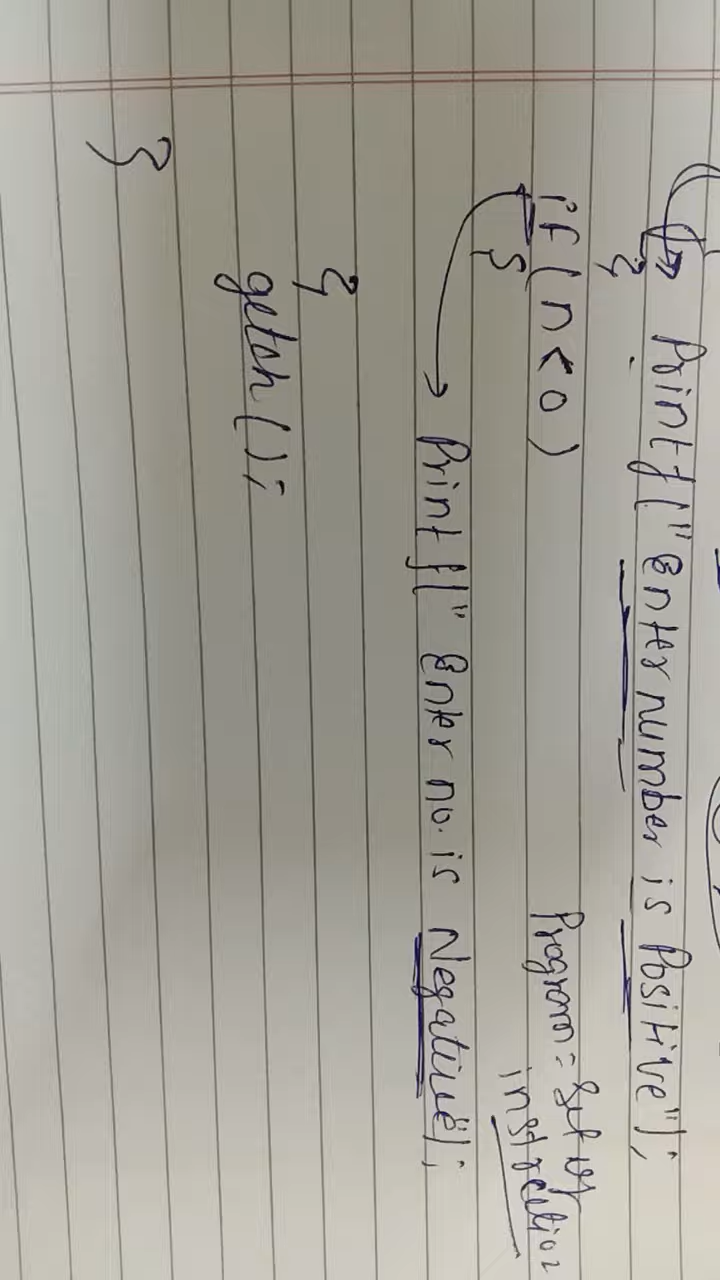 Printf("Enter number is Positive");
}
if(n<0)
{
Printf("Enter no. is Negative");
Program = Set of
instruction
}
getch();
}